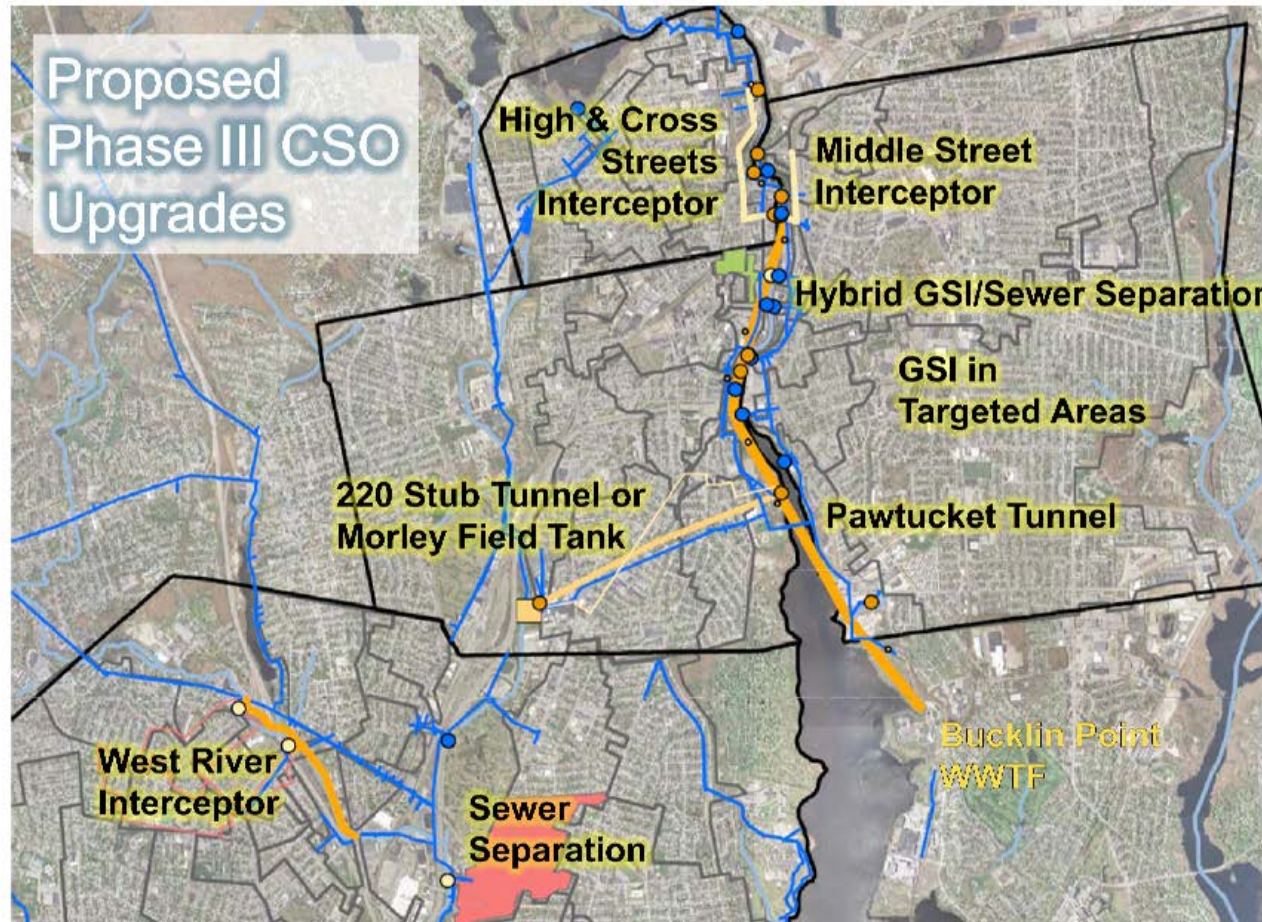 Proposed
Phase III CSO
Upgrades
High & Cross
Streets
Interceptor
Middle Street
Interceptor
Hybrid GSI/Sewer Separation
GSI in
Targeted Areas
220 Stub Tunnel or
Morley Field Tank
Pawtucket Tunnel
Bucklin Point
WWTF
West River
Interceptor
Sewer
Separation